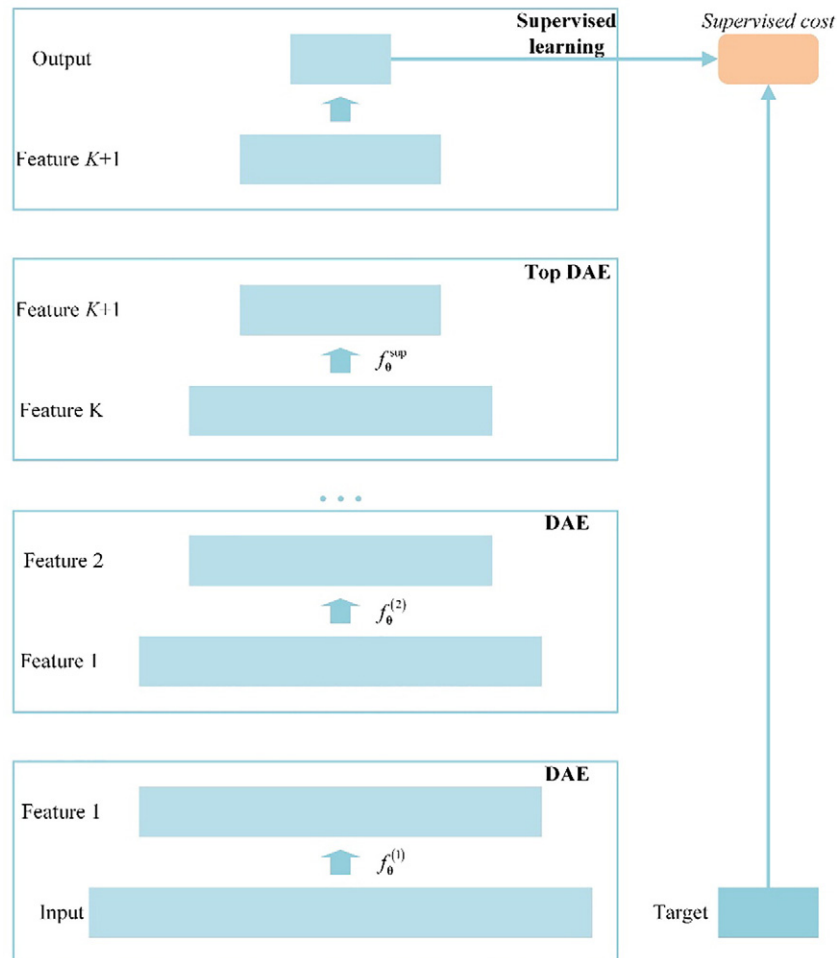 Supervised learning
Supervised cost
Output
Feature K+1
Top DAE
Feature K+1
f_θ^sup
Feature K
...
DAE
Feature 2
f_θ^(2)
Feature 1
DAE
Feature 1
f_θ^(1)
Input
Target